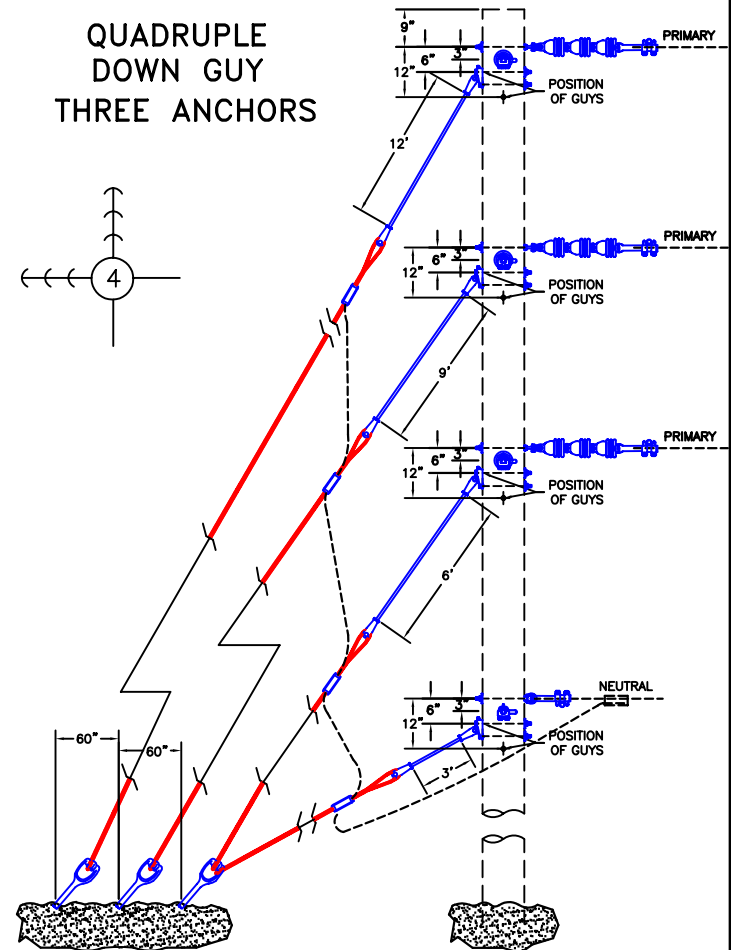 QUADRUPLE
DOWN GUY
THREE ANCHORS
9"
PRIMARY
6"
3"
12"
POSITION
OF GUYS
12'
4
PRIMARY
6"
3"
12"
POSITION
OF GUYS
9'
PRIMARY
6"
3"
12"
POSITION
OF GUYS
6'
NEUTRAL
6"
3"
12"
POSITION
OF GUYS
60"
60"
3'